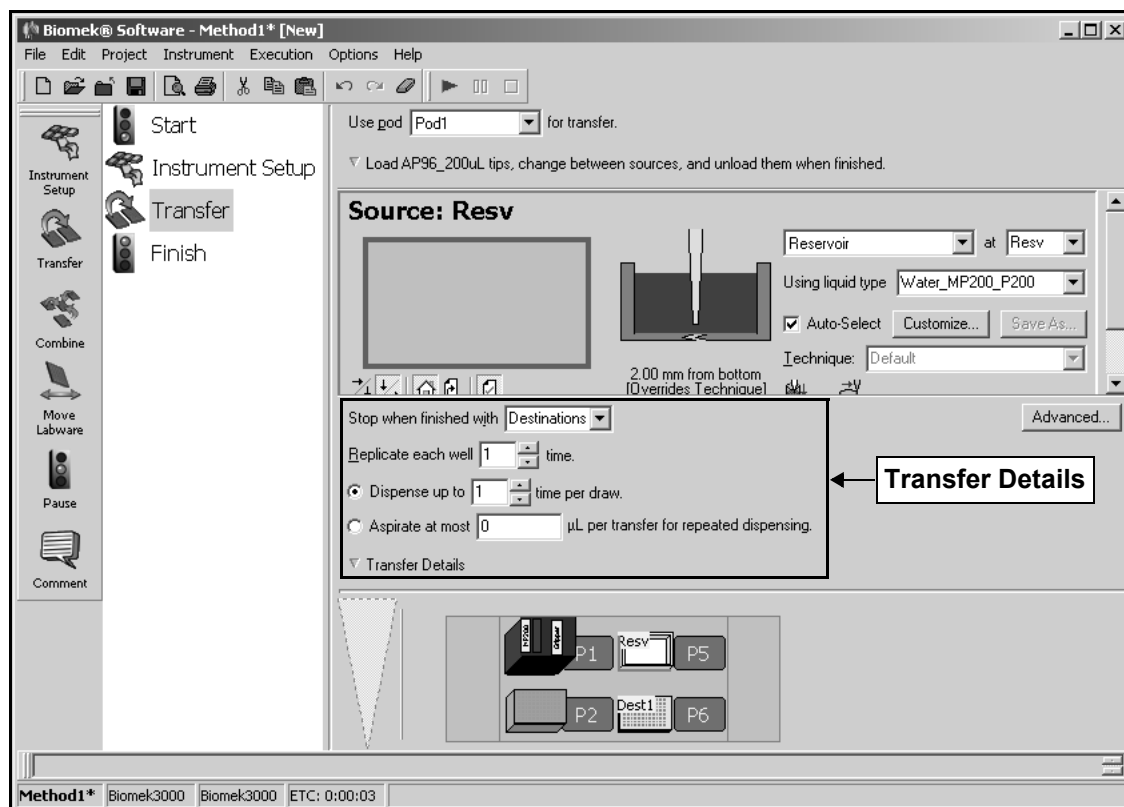 Biomek® Software - Method1* [New]
File Edit Project Instrument Execution Options Help
Instrument
Setup
Transfer
Combine
Move
Labware
Pause
Comment
Start
Instrument Setup
Transfer
Finish
Use pod Pod1 for transfer.
Load AP96_200uL tips, change between sources, and unload them when finished.
Source: Resv
2.00 mm from bottom
[Overrides Technique]
Reservoir at Resv
Using liquid type Water_MP200_P200
Auto-Select Customize... Save As...
Technique: Default
Stop when finished with Destinations
Advanced...
Replicate each well 1 time.
Dispense up to 1 time per draw.
Aspirate at most 0 µL per transfer for repeated dispensing.
Transfer Details
Transfer Details
MP200 Gripper P1 Resv P5
P2 Dest1 P6
Method1* Biomek3000 Biomek3000 ETC: 0:00:03